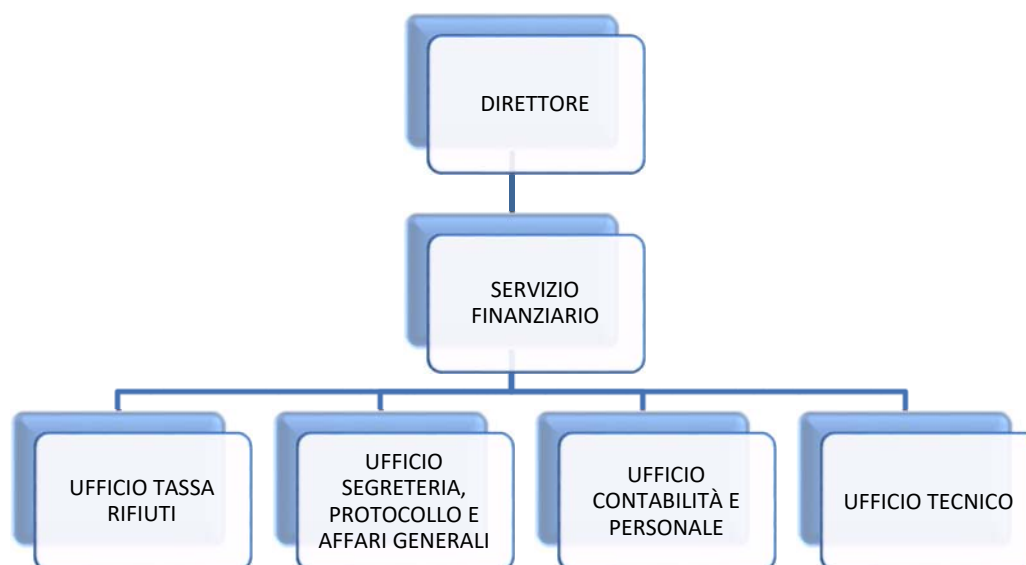 DIRETTORE
SERVIZIO
FINANZIARIO
UFFICIO TASSA
RIFIUTI
UFFICIO
SEGRETERIA,
PROTOCOLLO E
AFFARI GENERALI
UFFICIO
CONTABILITÀ E
PERSONALE
UFFICIO TECNICO